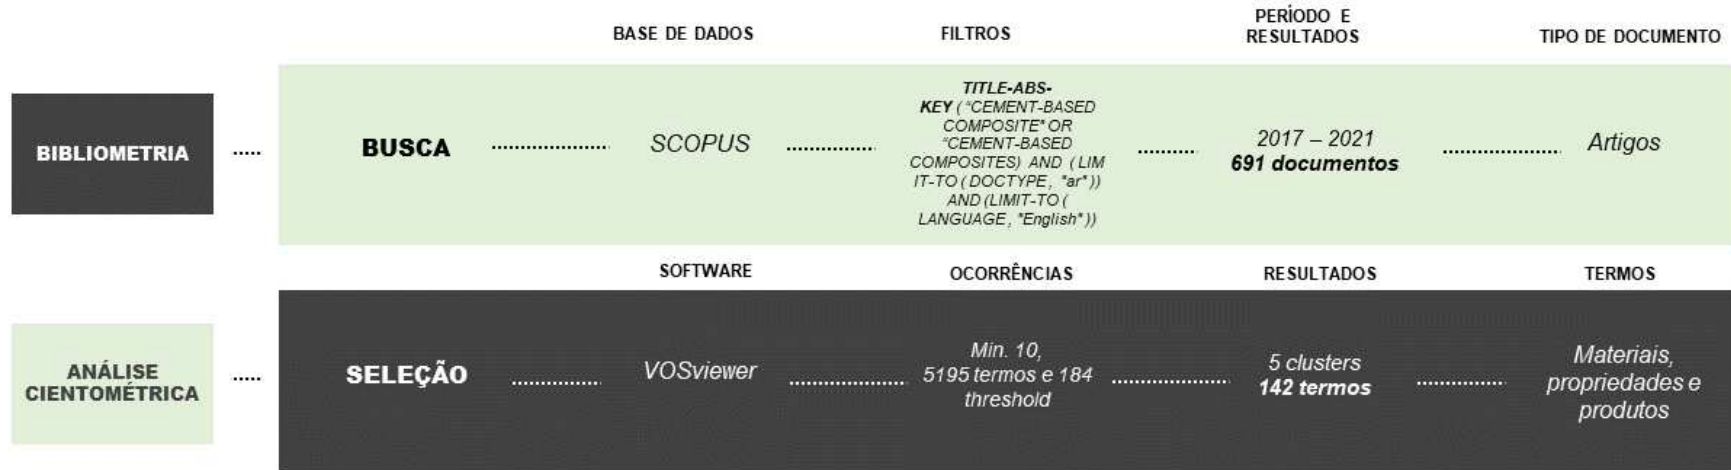 BASE DE DADOS
FILTROS
PERÍODO E
RESULTADOS
TIPO DE DOCUMENTO
BIBLIOMETRIA
BUSCA
SCOPUS
TITLE-ABS-
KEY ( "CEMENT-BASED
COMPOSITE" OR
"CEMENT-BASED
COMPOSITES) AND ( LIM
IT-TO ( DOCTYPE , "ar" ))
AND (LIMIT-TO (
LANGUAGE , "English" ))
2017 – 2021
691 documentos
Artigos
SOFTWARE
OCORRÊNCIAS
RESULTADOS
TERMOS
ANÁLISE
CIENTOMÉTRICA
SELEÇÃO
VOSviewer
Min. 10,
5195 termos e 184
threshold
5 clusters
142 termos
Materiais,
propriedades e
produtos